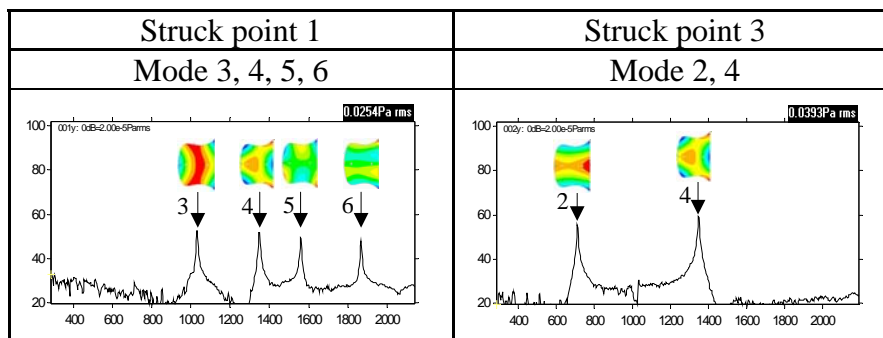 Struck point 1
Struck point 3
Mode 3, 4, 5, 6
Mode 2, 4
0.0254Pa rms
100
001y: 0dB=2.00e-5Parms
80
60
40
20
3
4
5
6
400 600 800 1000 1200 1400 1600 1800 2000
0.0393Pa rms
100
002y: 0dB=2.00e-5Parms
80
60
40
20
2
4
400 600 800 1000 1200 1400 1600 1800 2000